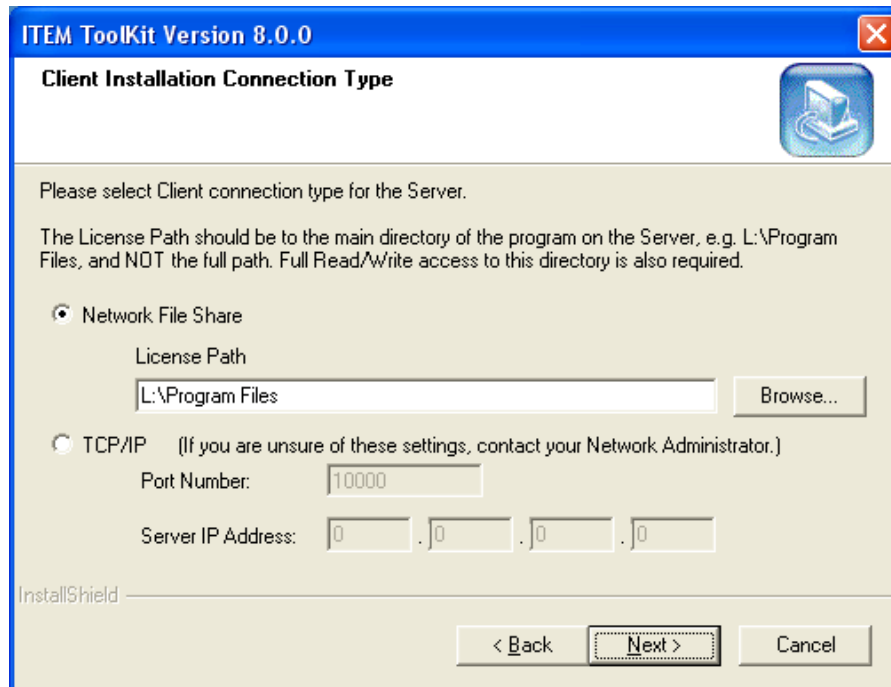 ITEM ToolKit Version 8.0.0
Client Installation Connection Type
Please select Client connection type for the Server.
The License Path should be to the main directory of the program on the Server, e.g. L:\Program
Files, and NOT the full path. Full Read/Write access to this directory is also required.
Network File Share
License Path
L:\Program Files
Browse...
TCP/IP (If you are unsure of these settings, contact your Network Administrator.)
Port Number: 10000
Server IP Address: 0 . 0 . 0 . 0
InstallShield
< Back Next > Cancel